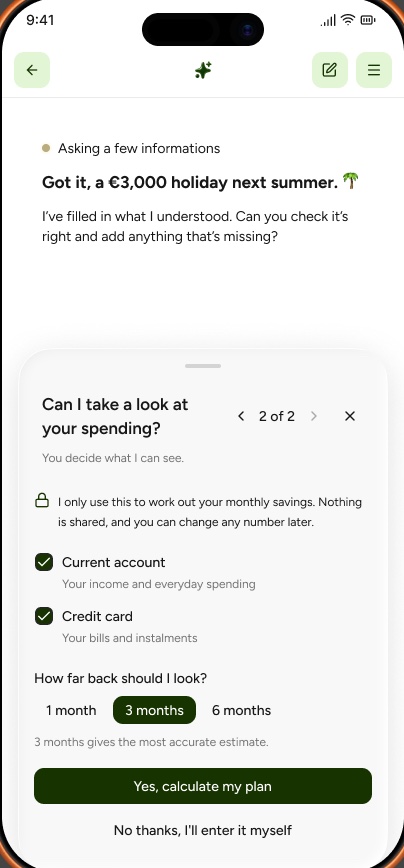 9:41
Asking a few informations
Got it, a €3,000 holiday next summer. 🌴
I’ve filled in what I understood. Can you check it’s
right and add anything that’s missing?
Can I take a look at
your spending?
2 of 2
You decide what I can see.
I only use this to work out your monthly savings. Nothing
is shared, and you can change any number later.
Current account
Your income and everyday spending
Credit card
Your bills and instalments
How far back should I look?
1 month 3 months 6 months
3 months gives the most accurate estimate.
Yes, calculate my plan
No thanks, I’ll enter it myself